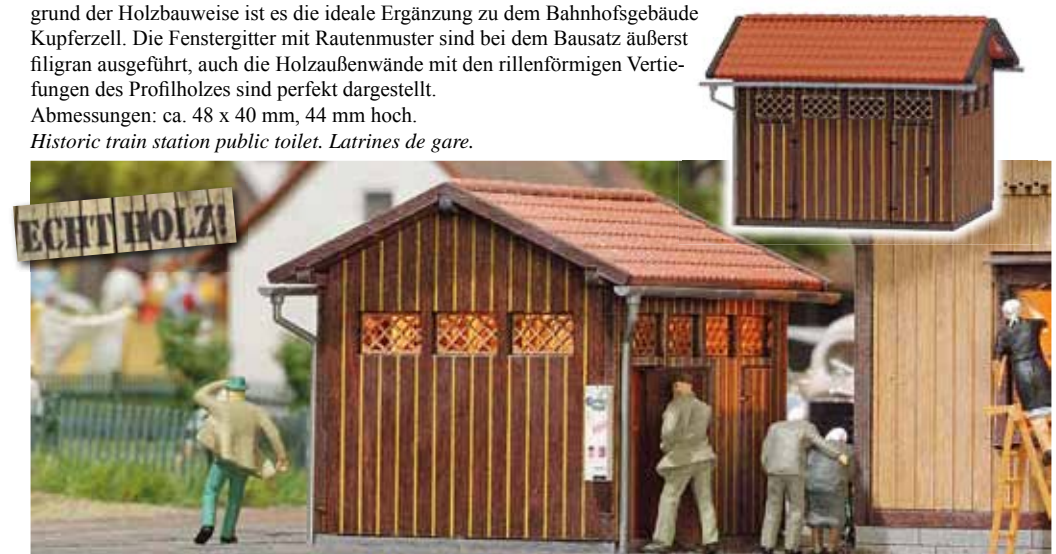 grund der Holzbauweise ist es die ideale Ergänzung zu dem Bahnhofsgebäude
Kupferzell. Die Fenstergitter mit Rautenmuster sind bei dem Bausatz äußerst
filigran ausgeführt, auch die Holzaußenwände mit den rillenförmigen Vertie-
fungen des Profilholzes sind perfekt dargestellt.
Abmessungen: ca. 48 x 40 mm, 44 mm hoch.
Historic train station public toilet. Latrines de gare.
ECHT HOLZ!